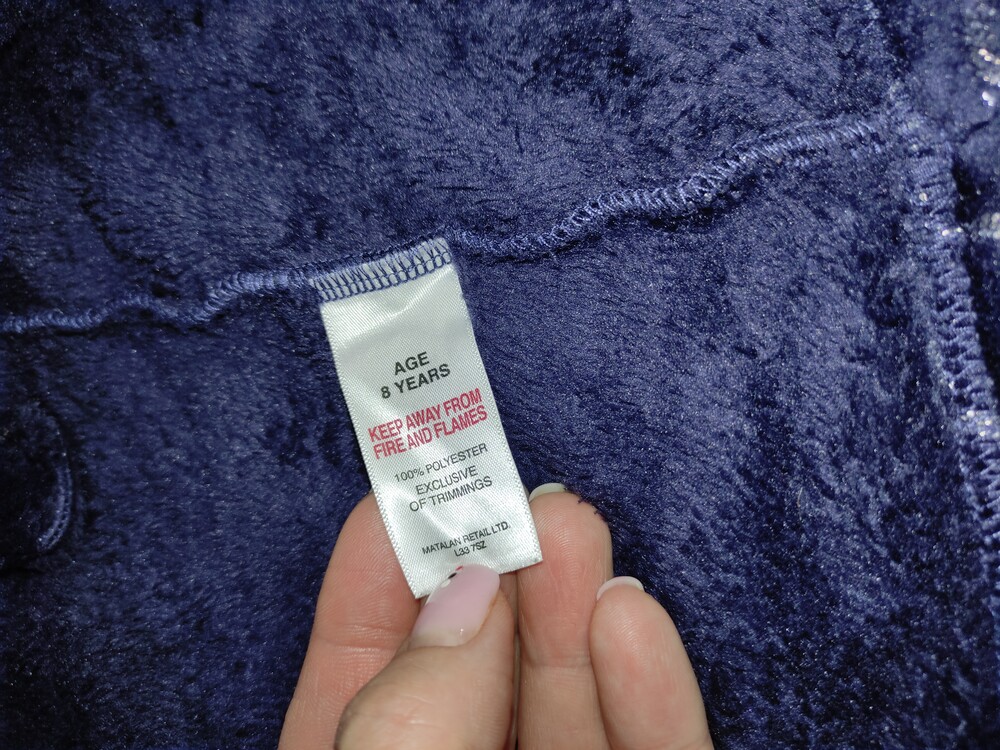 AGE
8 YEARS
KEEP AWAY FROM
FIRE AND FLAMES
100% POLYESTER
EXCLUSIVE
OF TRIMMINGS
MATALAN RETAIL LTD.
L33 7SZ